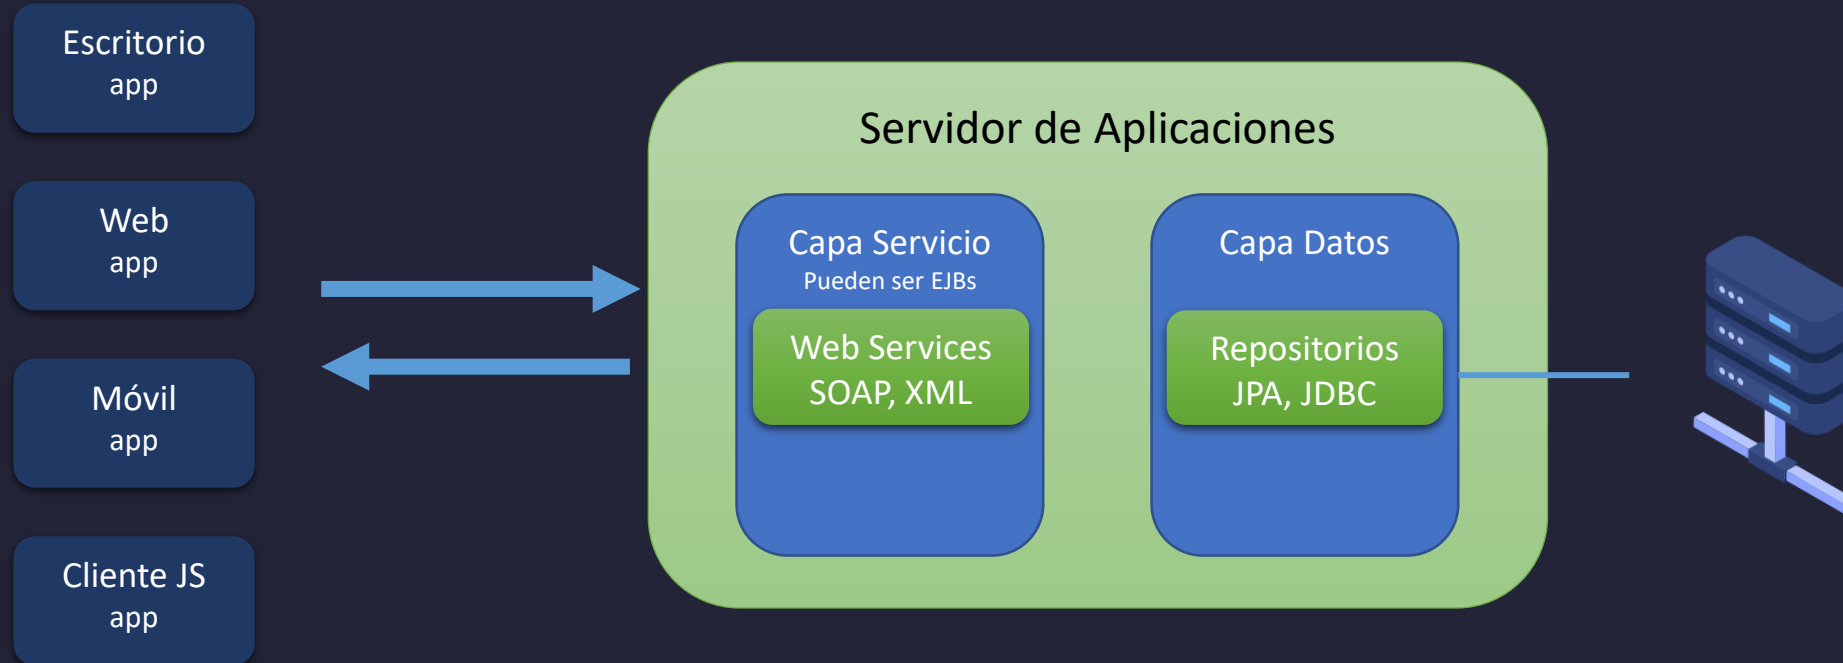 Escritorio
app
Web
app
Móvil
app
Cliente JS
app
Servidor de Aplicaciones
Capa Servicio
Pueden ser EJBs
Web Services
SOAP, XML
Capa Datos
Repositorios
JPA, JDBC